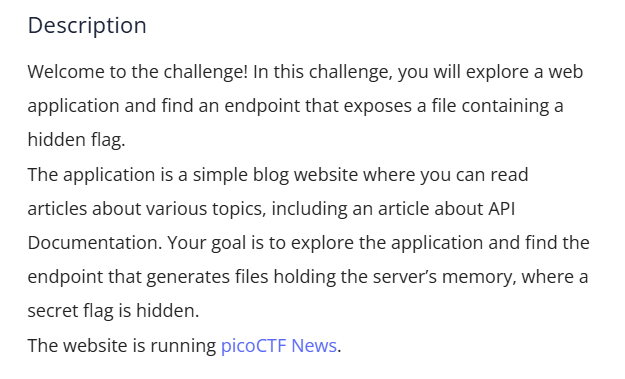 Description
Welcome to the challenge! In this challenge, you will explore a web
application and find an endpoint that exposes a file containing a
hidden flag.
The application is a simple blog website where you can read
articles about various topics, including an article about API
Documentation. Your goal is to explore the application and find the
endpoint that generates files holding the server’s memory, where a
secret flag is hidden.
The website is running picoCTF News.